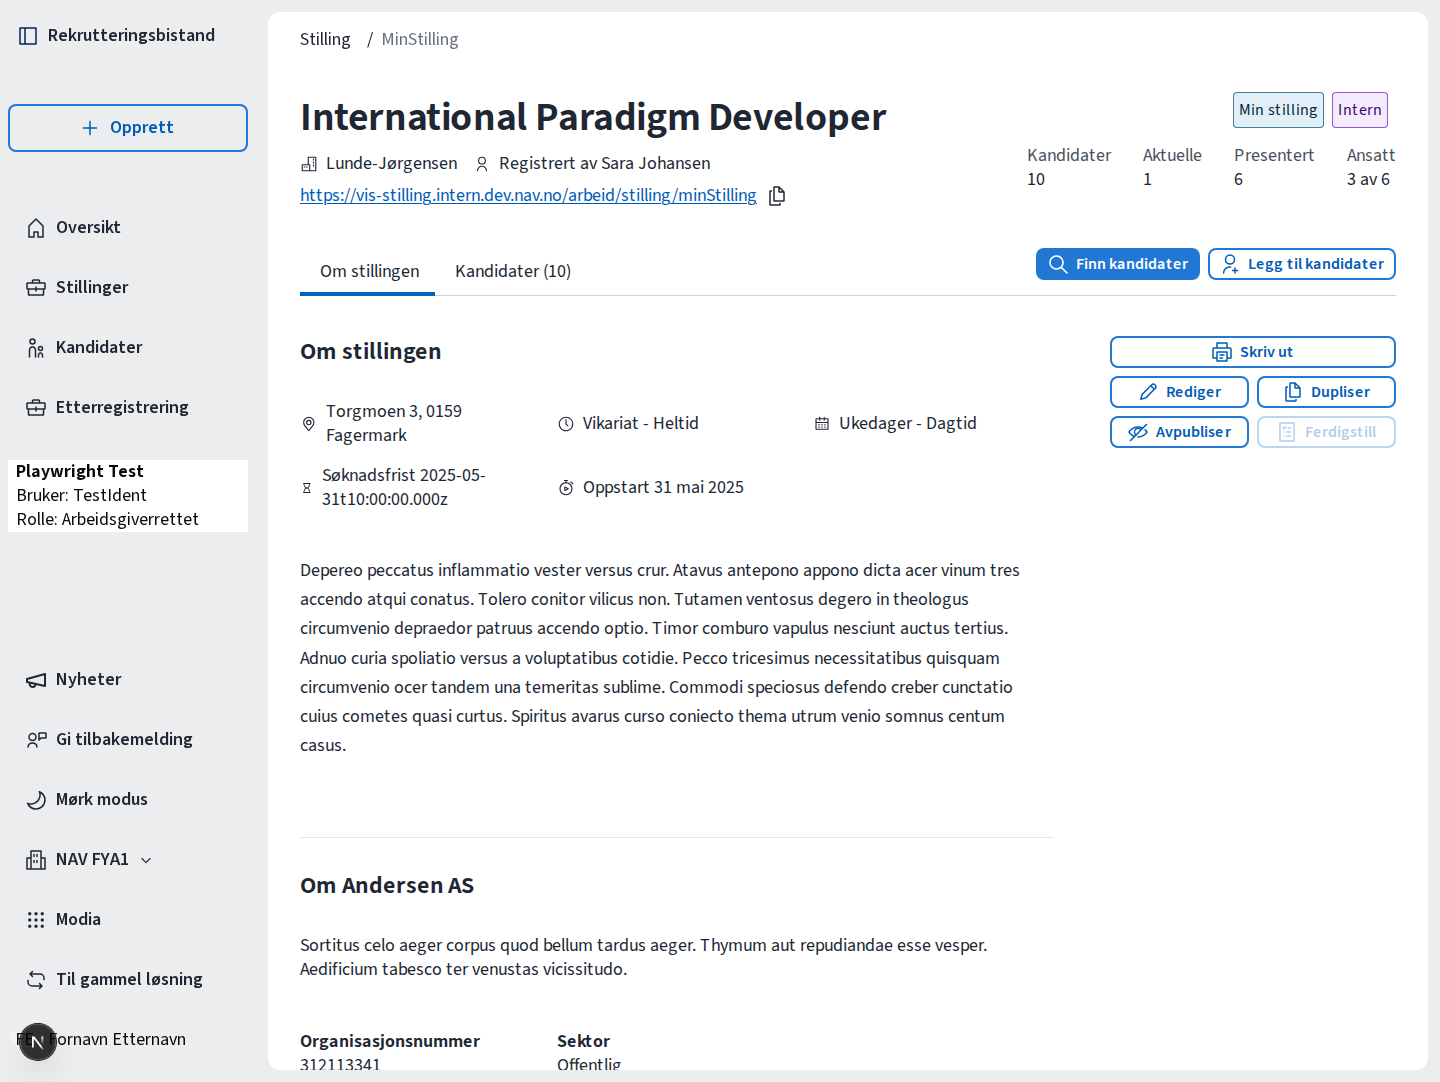 Rekrutteringsbistand
Opprett
Oversikt
Stillinger
Kandidater
Etterregistrering
Playwright Test
Bruker: TestIdent
Rolle: Arbeidsgiverrettet
Nyheter
Gi tilbakemelding
Mørk modus
NAV FYA1
Modia
Til gammel løsning
Fornavn Etternavn
Stilling / MinStilling
International Paradigm Developer
Min stilling Intern
Lunde-Jørgensen Registrert av Sara Johansen
https://vis-stilling.intern.dev.nav.no/arbeid/stilling/minStilling
Kandidater Aktuelle Presentert Ansatt
10 1 6 3 av 6
Om stillingen Kandidater (10)
Finn kandidater Legg til kandidater
Om stillingen
Torgmoen 3, 0159
Fagermark
Vikariat - Heltid
Ukedager - Dagtid
Søknadsfrist 2025-05-
31t10:00:00.000z
Oppstart 31 mai 2025
Skriv ut
Rediger Dupliser
Avpubliser Ferdigstill
Depereo peccatus inflammatio vester versus crur. Atavus antepono appono dicta acer vinum tres
accendo atqui conatus. Tolero conitor vilicus non. Tutamen ventosus degero in theologus
circumvenio depraedor patruus accendo optio. Timor comburo vapulus nesciunt auctus tertius.
Adnuo curia spoliatio versus a voluptatibus cotidie. Pecco tricesimus necessitatibus quisquam
circumvenio ocer tandem una temeritas sublime. Commodi speciosus defendo creber cunctatio
cuius cometes quasi curtus. Spiritus avarus curso coniecto thema utrum venio somnus centum
casus.
Om Andersen AS
Sortitus celo aeger corpus quod bellum tardus aeger. Thymum aut repudiandae esse vesper.
Aedificium tabesco ter venustas vicissitudo.
Organisasjonsnummer Sektor
312113341 Offentlig